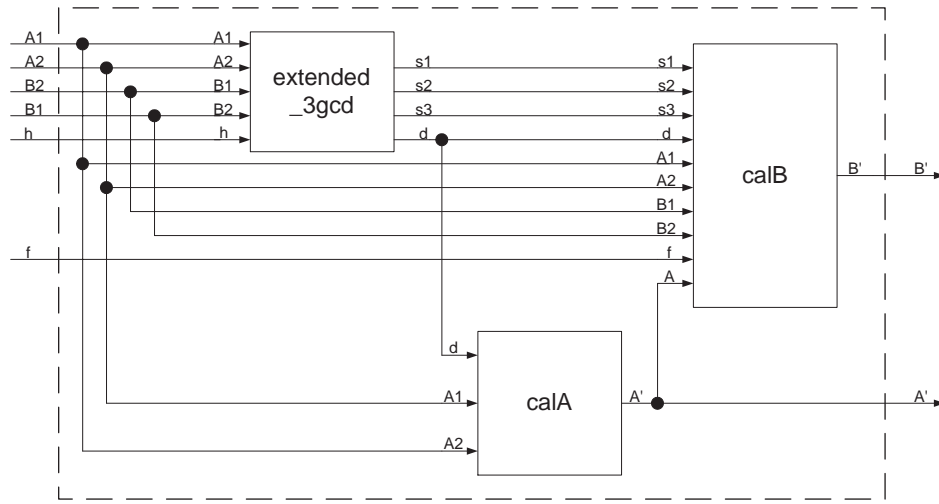 A1 A1
A2 A2 s1 s1
B2 B1 s2 s2
B1 B2 s3 s3
h _h d d
extended
_3gcd
A1
A2
B1
B2
f f
A
calB
B' B'
d
A1 A' A'
A2
calA